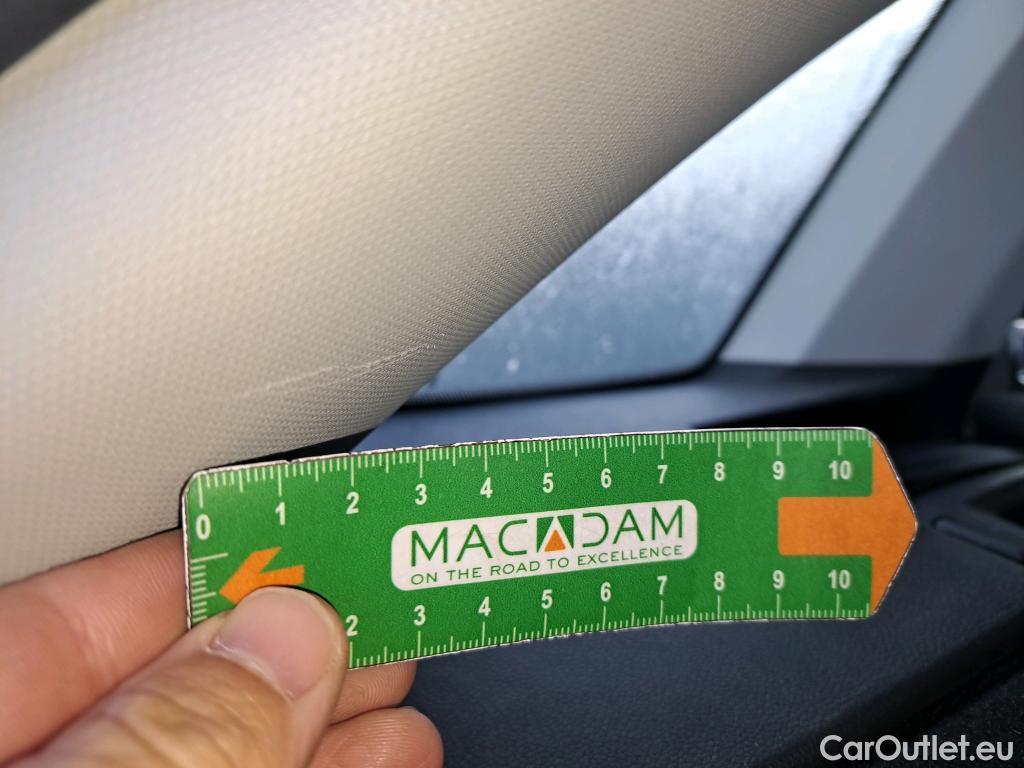 0 1 2 3 4 5 6 7 8 9 10
MACADAM
ON THE ROAD TO EXCELLENCE
2 3 4 5 6 7 8 9 10
CarOutlet.eu